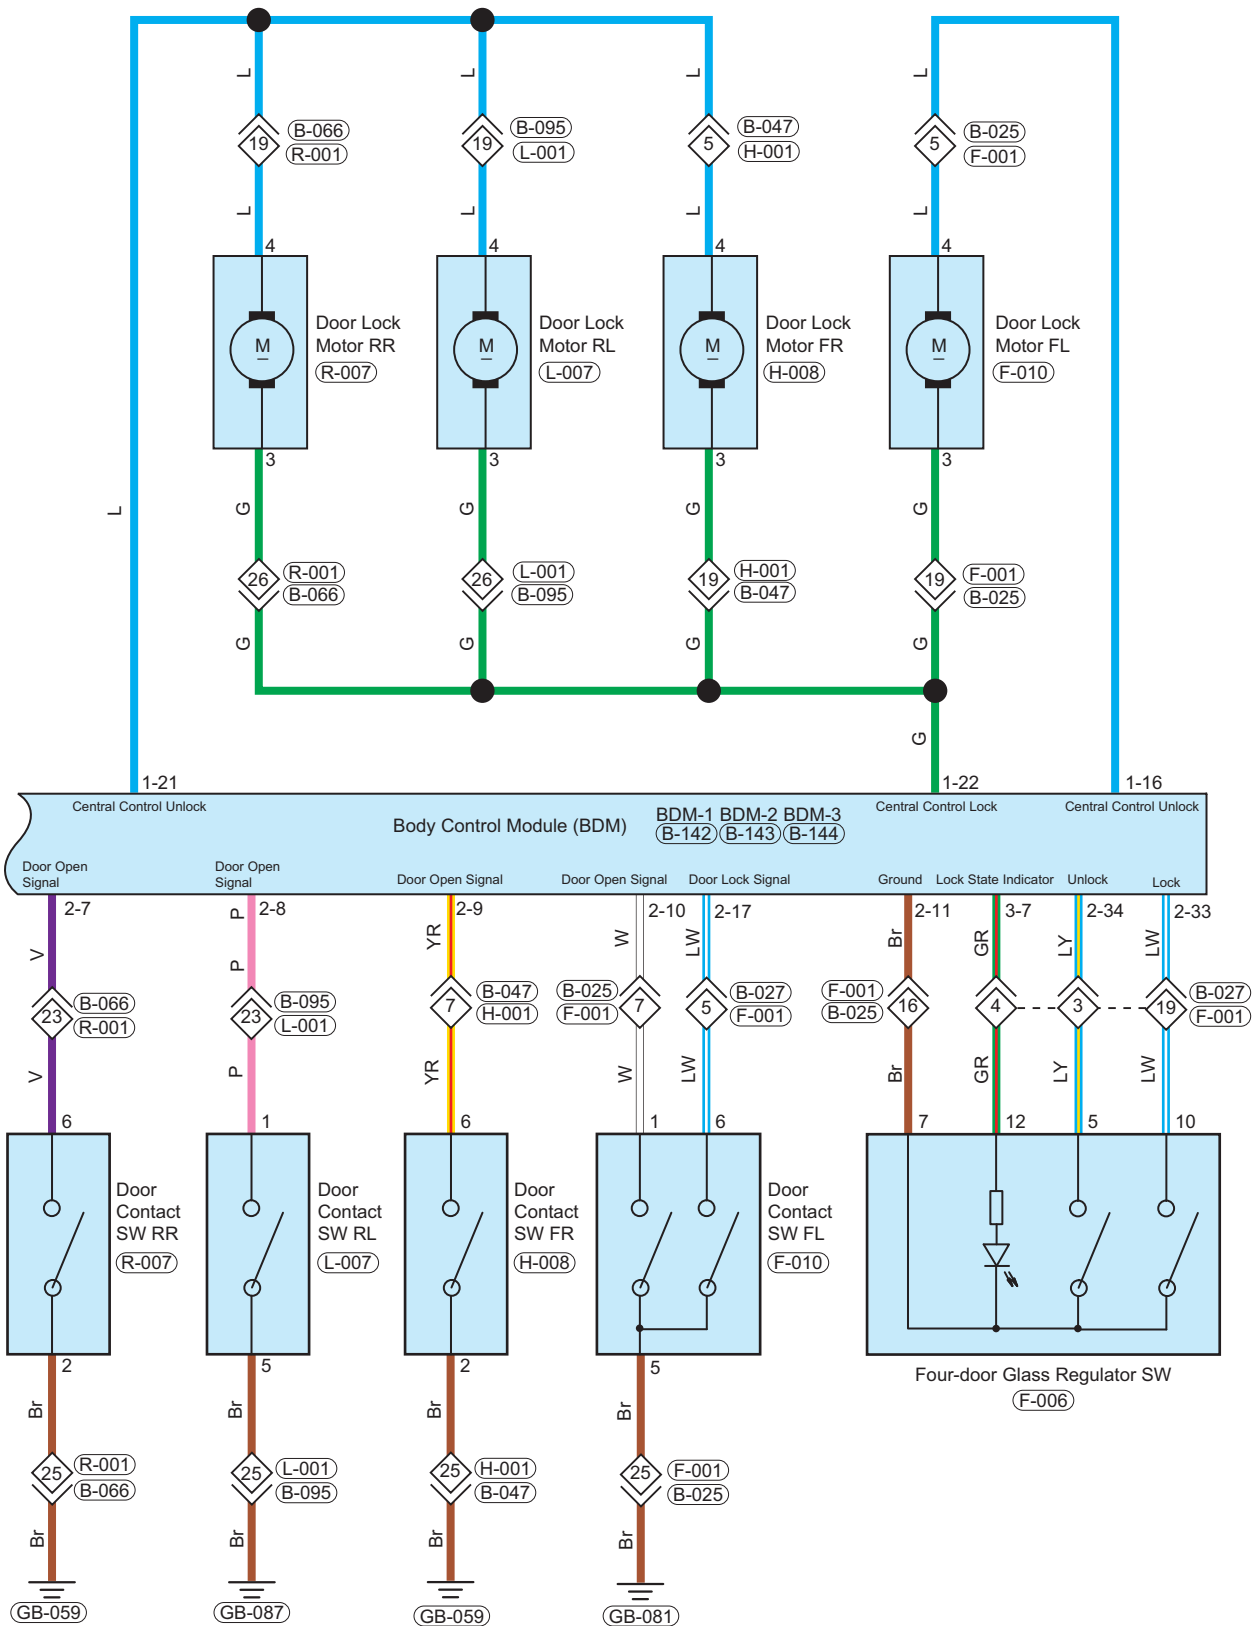 L L L L
19 B-066 19 B-095 5 B-047 5 B-025
R-001 L-001 H-001 F-001
L L L L
4 4 4 4
M M M M
Door Lock Door Lock Door Lock Door Lock
Motor RR Motor RL Motor FR Motor FL
R-007 L-007 H-008 F-010
3 3 3 3
L G G G G
26 R-001 26 L-001 19 H-001 19 F-001
B-066 B-095 B-047 B-025
G G G G
G
1-21 1-22 1-16
Central Control Unlock Central Control Lock Central Control Unlock
Body Control Module (BDM) BDM-1 BDM-2 BDM-3
B-142 B-143 B-144
Door Open Door Open
Signal Signal Door Open Signal Door Open Signal Door Lock Signal Ground Lock State Indicator Unlock Lock
2-7 2-8 2-9 2-10 2-17 2-11 3-7 2-34 2-33
P
V P YR W LW Br GR LY LW
23 B-066 23 B-095 7 B-047 B-025 7 5 B-027 F-001 16 4 3 19 B-027
R-001 L-001 H-001 F-001 F-001 B-025 F-001
V P YR W LW Br GR LY LW
6 1 6 1 6 7 12 5 10
Door Door Door Door
Contact Contact Contact Contact
SW RR SW RL SW FR SW FL
R-007 L-007 H-008 F-010
2 5 2 5
Four-door Glass Regulator SW
F-006
Br Br Br Br
25 R-001 25 L-001 25 H-001 25 F-001
B-066 B-095 B-047 B-025
Br Br Br Br
GB-059 GB-087 GB-059 GB-081